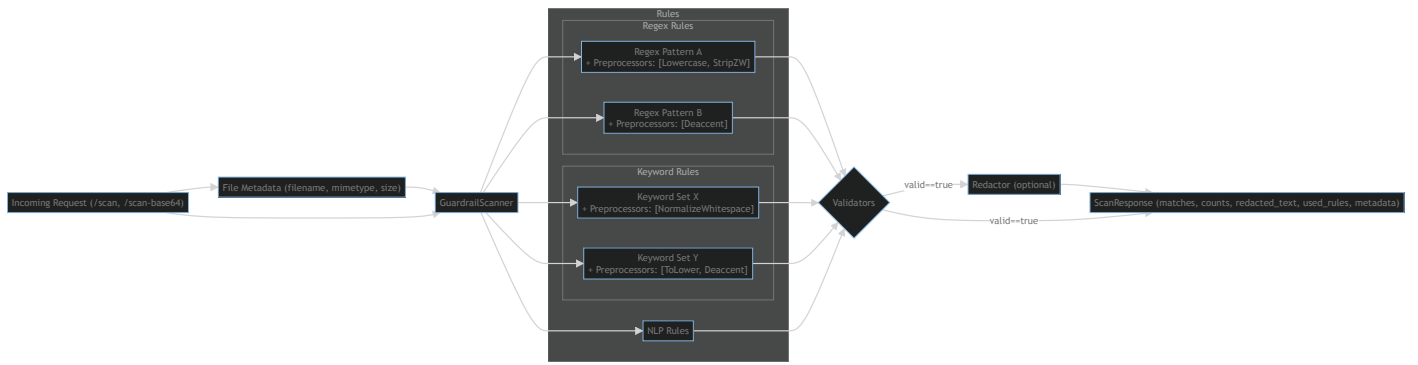 Rules
Regex Rules
Regex Pattern A
+ Preprocessors: [Lowercase, StripZW]
Regex Pattern B
+ Preprocessors: [Deaccent]
Keyword Rules
Keyword Set X
+ Preprocessors: [NormalizeWhitespace]
Keyword Set Y
+ Preprocessors: [ToLower, Deaccent]
NLP Rules
Incoming Request (/scan, /scan-base64)
File Metadata (filename, mimetype, size)
GuardrailScanner
Validators
valid==true
Redactor (optional)
valid==true
ScanResponse (matches, counts, redacted_text, used_rules, metadata)